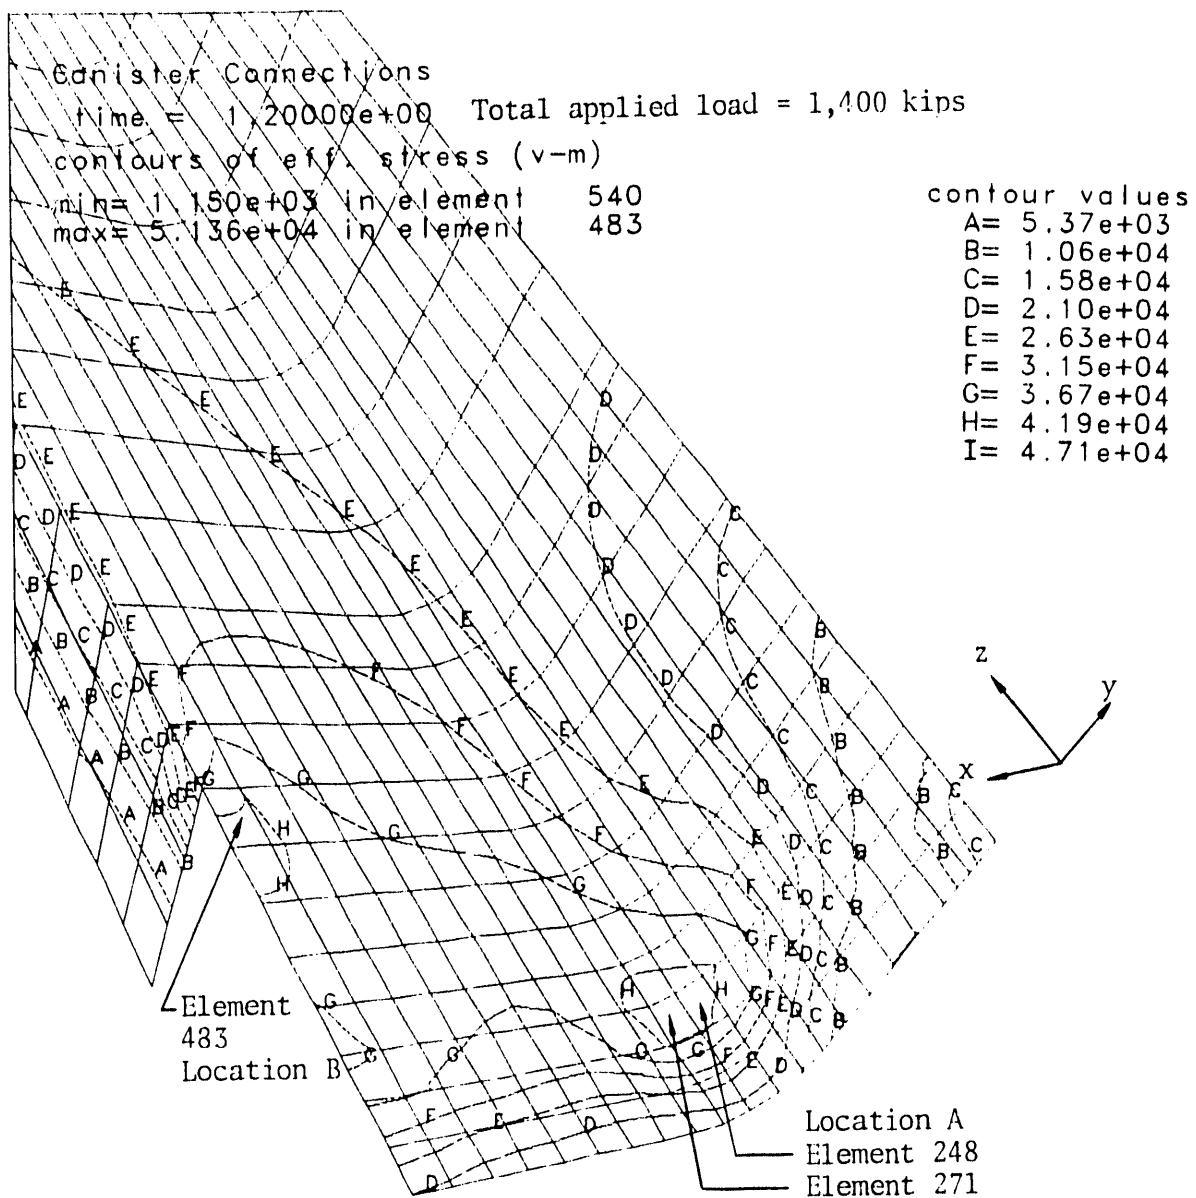 Canister Connections
time = 1.20000e+00 Total applied load = 1,400 kips
contours of eff. stress (v-m)
min= 1.150e+03 in element 540
max= 5.136e+04 in element 483
contour values
A= 5.37e+03
B= 1.06e+04
C= 1.58e+04
D= 2.10e+04
E= 2.63e+04
F= 3.15e+04
G= 3.67e+04
H= 4.19e+04
I= 4.71e+04
E
E
E
E
E
D
D E
D
E
D
C D E
C
E
D
C
B C D E
E
D
C
B
A B C D E
F
E
D
C
B
A B C D E F
F
E
D
C
B
A B C D E F
G
G
F
E
D
C
B
B
C
A B C D E F G
H
G
F
E
D
C
B
B
C
A B
H
G
F
E D C B
G F E D C B
G
H
H
G F E D C B
G
G
G
G
F
E
D
F
E
D
D
z
y
x
Element
483
Location B
Location A
Element 248
Element 271